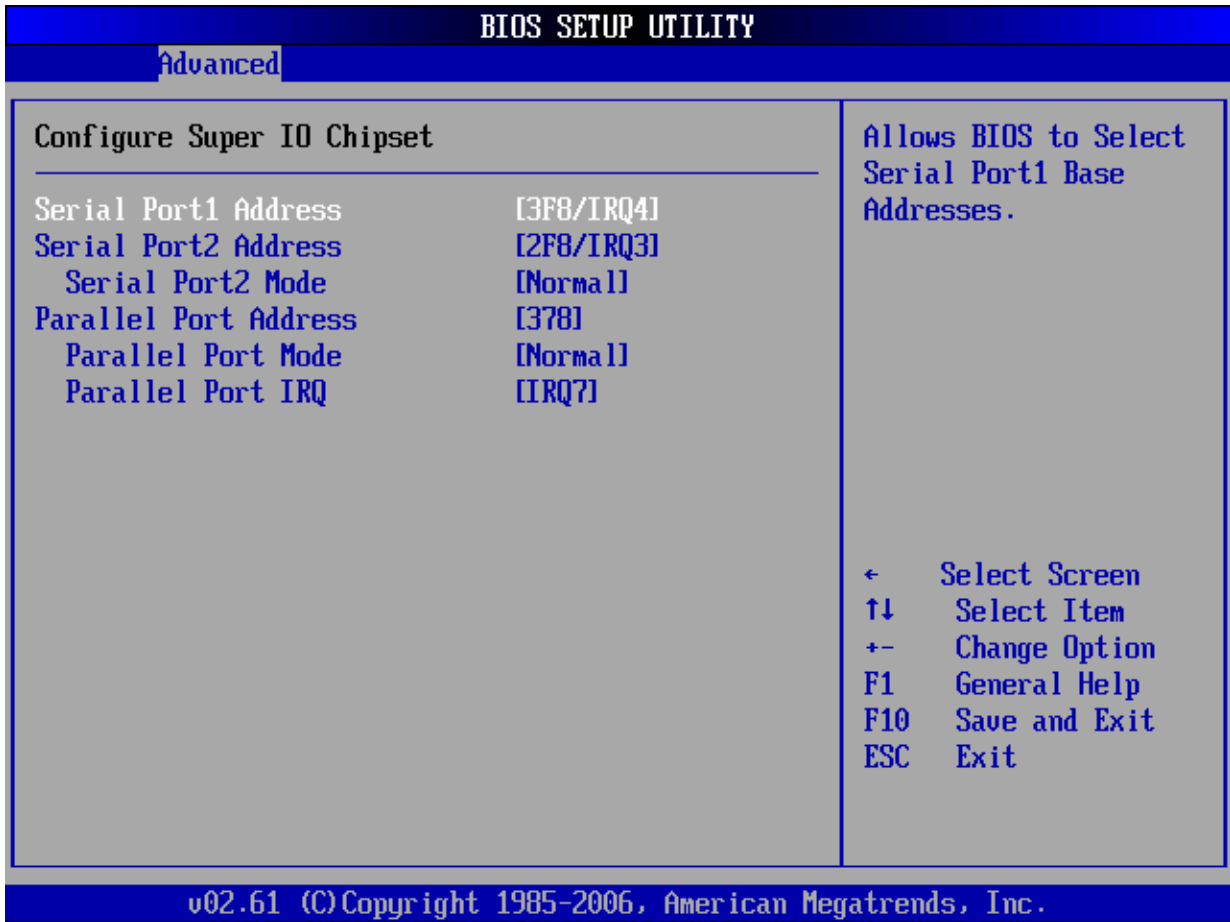 BIOS SETUP UTILITY
Advanced
Configure Super IO Chipset
Serial Port1 Address [3F8/IRQ4]
Serial Port2 Address [2F8/IRQ3]
Serial Port2 Mode [Normal]
Parallel Port Address [378]
Parallel Port Mode [Normal]
Parallel Port IRQ [IRQ7]
Allows BIOS to Select
Serial Port1 Base
Addresses.
← Select Screen
↑↓ Select Item
+- Change Option
F1 General Help
F10 Save and Exit
ESC Exit
v02.61 (C)Copyright 1985-2006, American Megatrends, Inc.